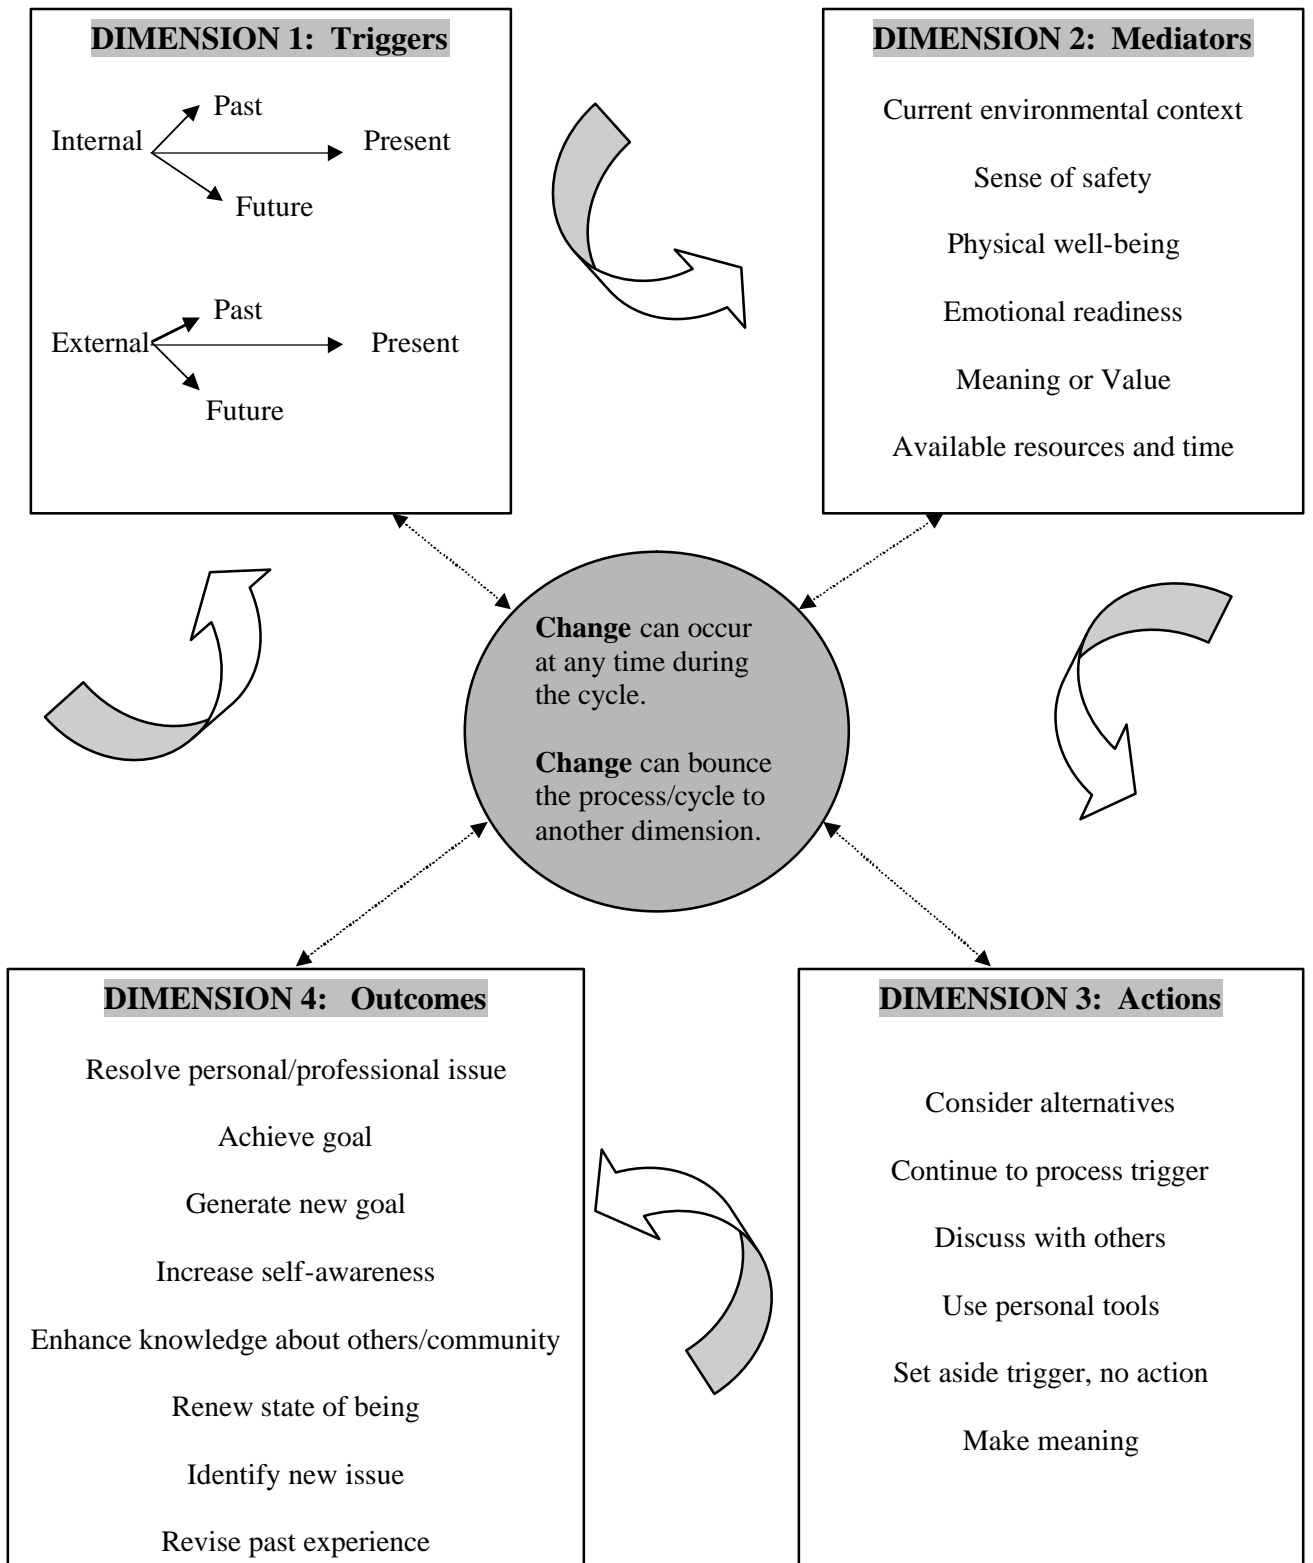 DIMENSION 1:  Triggers
Past
Internal
Present
Future
Past
External
Present
Future
DIMENSION 2:  Mediators
Current environmental context
Sense of safety
Physical well-being
Emotional readiness
Meaning or Value
Available resources and time
Change can occur
at any time during
the cycle.
Change can bounce
the process/cycle to
another dimension.
DIMENSION 4:   Outcomes
Resolve personal/professional issue
Achieve goal
Generate new goal
Increase self-awareness
Enhance knowledge about others/community
Renew state of being
Identify new issue
Revise past experience
DIMENSION 3:  Actions
Consider alternatives
Continue to process trigger
Discuss with others
Use personal tools
Set aside trigger, no action
Make meaning